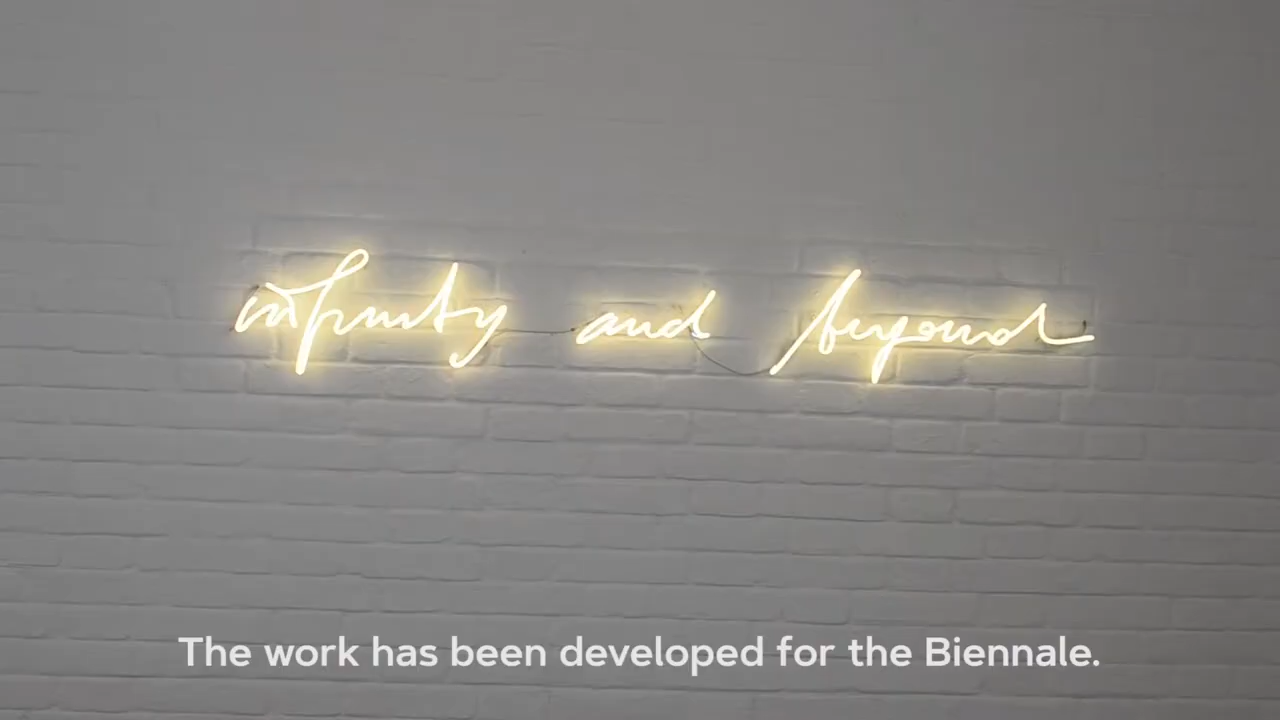 infinity and beyond
The work has been developed for the Biennale.